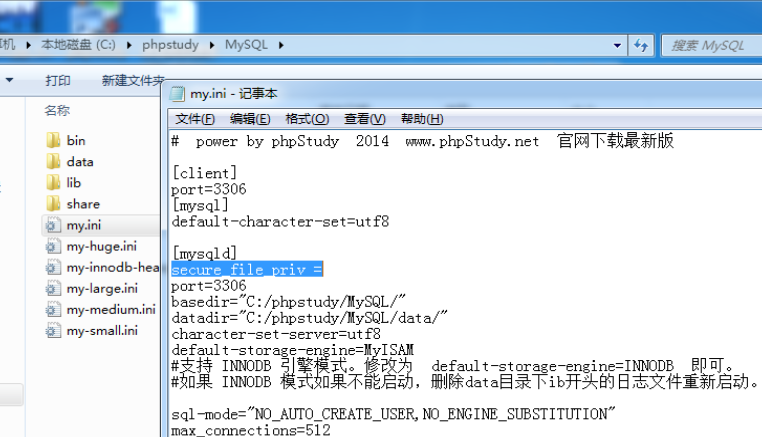 机 ▸ 本地磁盘 (C:) ▸ phpstudy ▸ MySQL ▸
搜索 MySQL
打印 新建文件夹
名称
bin
data
lib
share
my.ini
my-huge.ini
my-innodb-hea
my-large.ini
my-medium.ini
my-small.ini
my.ini - 记事本
文件(F) 编辑(E) 格式(O) 查看(V) 帮助(H)
# power by phpStudy 2014 www.phpStudy.net 官网下载最新版
[client]
port=3306
[mysql]
default-character-set=utf8
[mysqld]
secure_file_priv =
port=3306
basedir="C:/phpstudy/MySQL/"
datadir="C:/phpstudy/MySQL/data/"
character-set-server=utf8
default-storage-engine=MyISAM
#支持 INNODB 引擎模式。修改为 default-storage-engine=INNODB 即可。
#如果 INNODB 模式如果不能启动，删除data目录下ib开头的日志文件重新启动。
sql-mode="NO_AUTO_CREATE_USER,NO_ENGINE_SUBSTITUTION"
max_connections=512